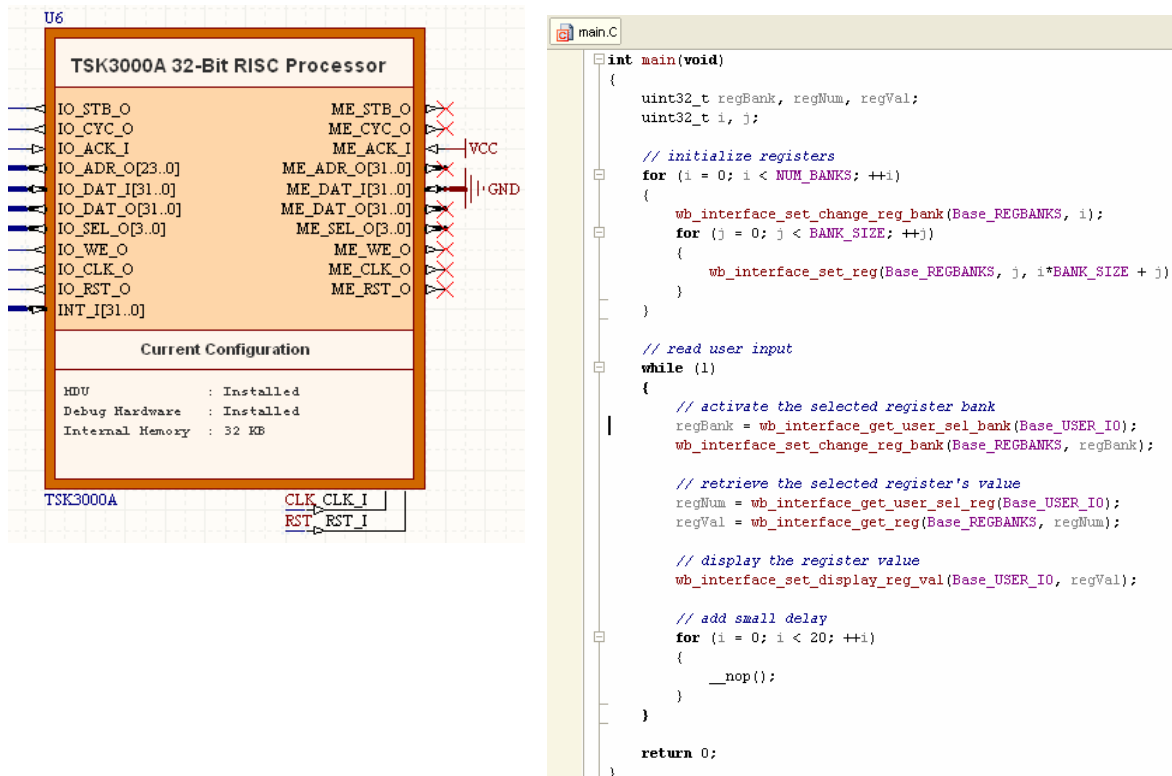 U6
TSK3000A 32-Bit RISC Processor
IO_STB_O ME_STB_O
IO_CYC_O ME_CYC_O
IO_ACK_I ME_ACK_I VCC
IO_ADR_O[23..0] ME_ADR_O[31..0]
IO_DAT_I[31..0] ME_DAT_I[31..0] GND
IO_DAT_O[31..0] ME_DAT_O[31..0]
IO_SEL_O[3..0] ME_SEL_O[3..0]
IO_WE_O ME_WE_O
IO_CLK_O ME_CLK_O
IO_RST_O ME_RST_O
INT_I[31..0]
Current Configuration
MDU : Installed
Debug Hardware : Installed
Internal Memory : 32 KB
TSK3000A
CLK CLK_I
RST RST_I
main.C
int main(void)
{
uint32_t regBank, regNum, regVal;
uint32_t i, j;
// initialize registers
for (i = 0; i < NUM_BANKS; ++i)
{
wb_interface_set_change_reg_bank(Base_REGBANKS, i);
for (j = 0; j < BANK_SIZE; ++j)
{
wb_interface_set_reg(Base_REGBANKS, j, i*BANK_SIZE + j)
}
}
// read user input
while (1)
{
// activate the selected register bank
regBank = wb_interface_get_user_sel_bank(Base_USER_IO);
wb_interface_set_change_reg_bank(Base_REGBANKS, regBank);
// retrieve the selected register's value
regNum = wb_interface_get_user_sel_reg(Base_USER_IO);
regVal = wb_interface_get_reg(Base_REGBANKS, regNum);
// display the register value
wb_interface_set_display_reg_val(Base_USER_IO, regVal);
// add small delay
for (i = 0; i < 20; ++i)
{
__nop();
}
}
return 0;
}